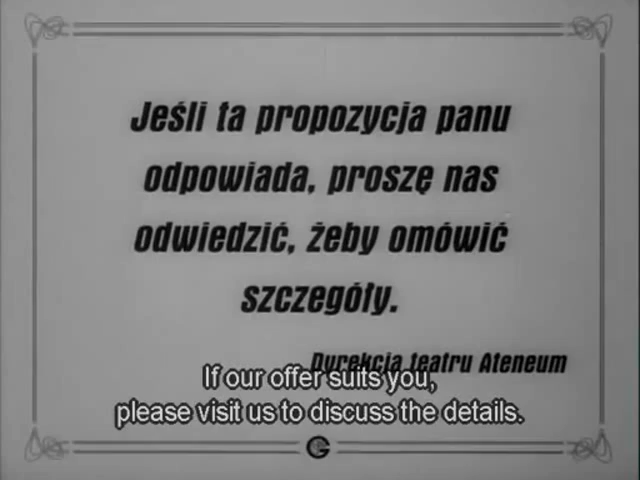 Jeśli ta propozycja panu
odpowiada, proszę nas
odwiedzić, żeby omówić
szczegóły.
Dyrekcja teatru Ateneum
If our offer suits you,
please visit us to discuss the details.
G